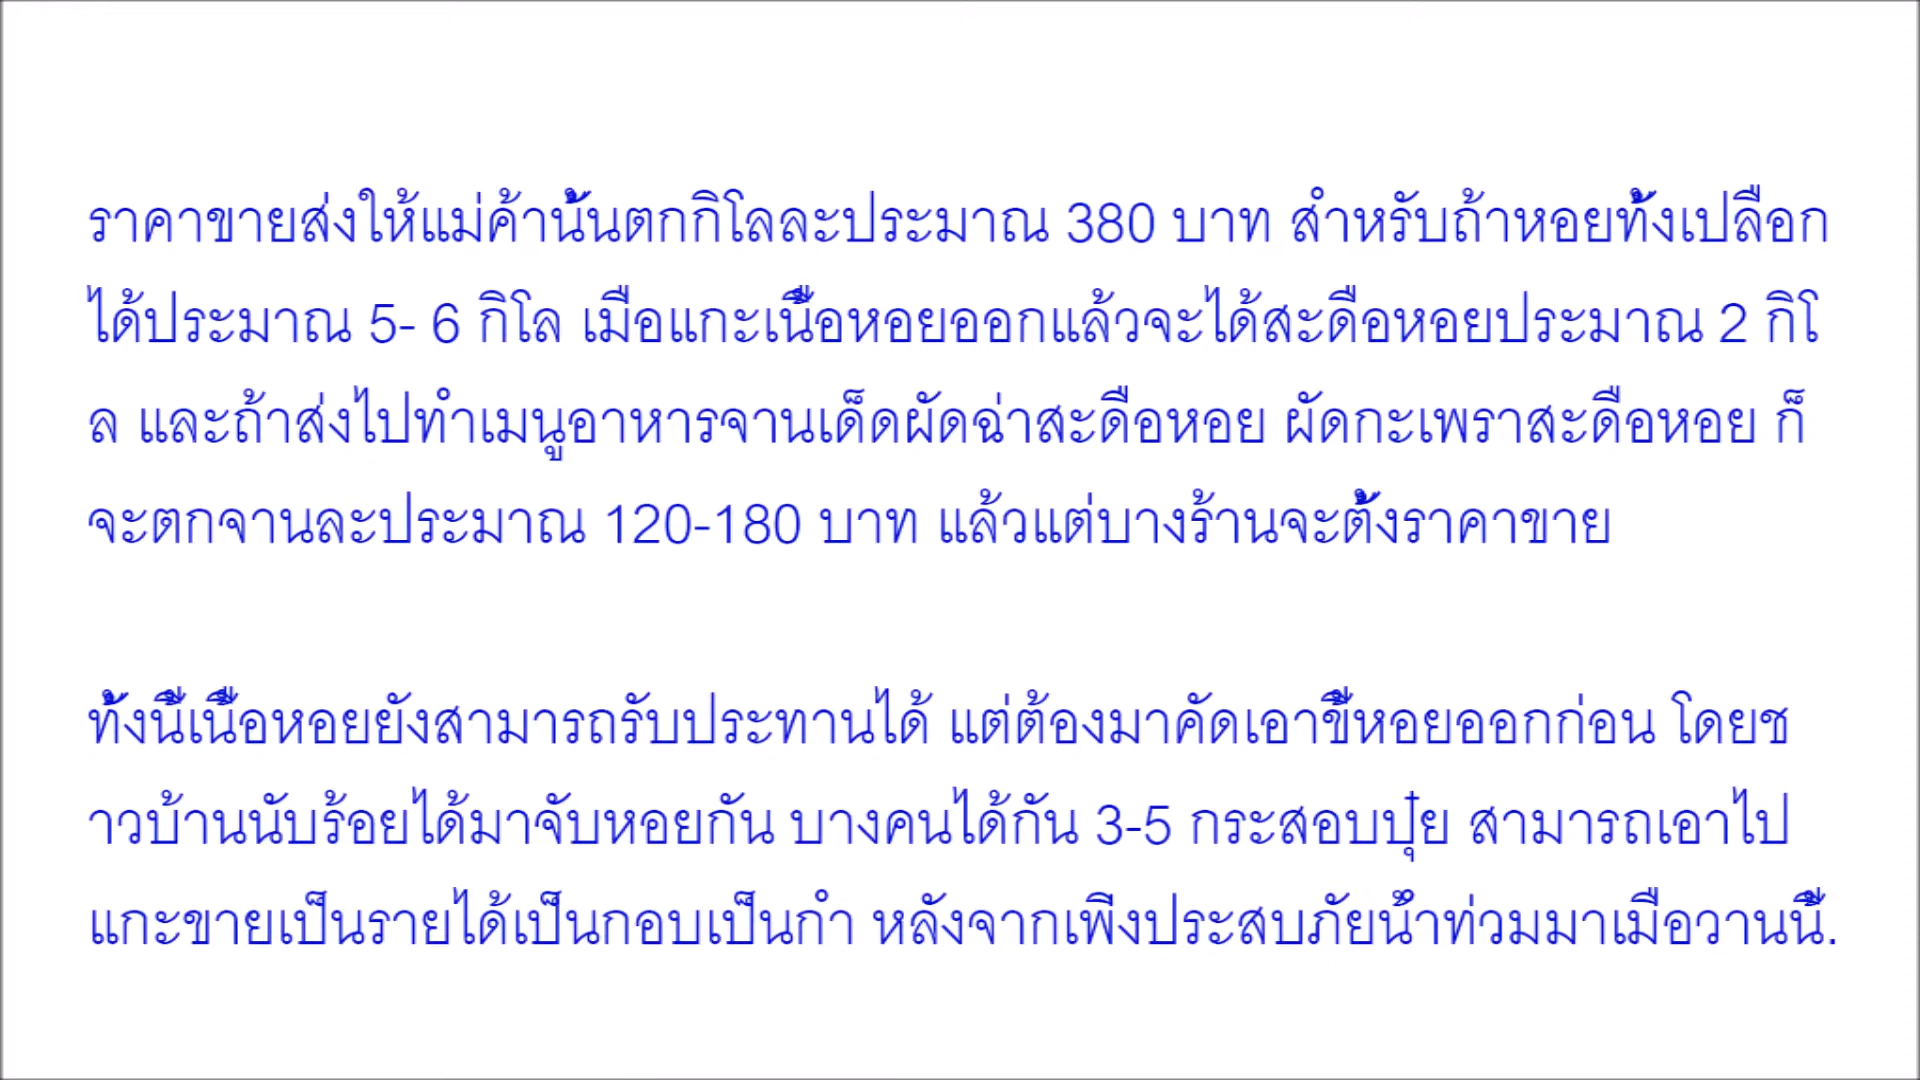 ราคาขายส่งให้แม่ค้านั้นตกกิโลละประมาณ 380 บาท สำหรับถ้าหอยทั้งเปลือก
ได้ประมาณ 5- 6 กิโล เมื่อแกะเนื้อหอยออกแล้วจะได้สะดือหอยประมาณ 2 กิโ
ล และถ้าส่งไปทำเมนูอาหารจานเด็ดผัดฉ่าสะดือหอย ผัดกะเพราสะดือหอย ก็
จะตกจานละประมาณ 120-180 บาท แล้วแต่บางร้านจะตั้งราคาขาย
ทั้งนี้เนื้อหอยยังสามารถรับประทานได้ แต่ต้องมาคัดเอาขี้หอยออกก่อน โดยช
าวบ้านนับร้อยได้มาจับหอยกัน บางคนได้กัน 3-5 กระสอบปุ๋ย สามารถเอาไป
แกะขายเป็นรายได้เป็นกอบเป็นกำ หลังจากเพิ่งประสบภัยน้ำท่วมมาเมื่อวานนี้.